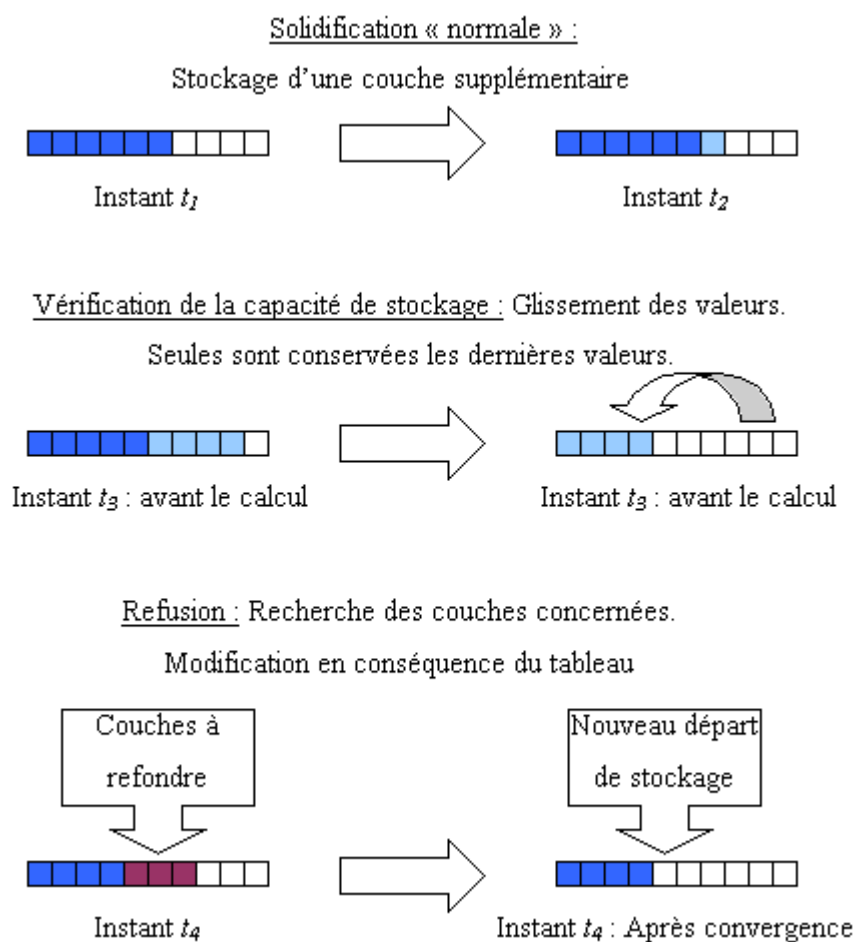 Solidification « normale » :
Stockage d’une couche supplémentaire
Instant t1
Instant t2
Vérification de la capacité de stockage : Glissement des valeurs.
Seules sont conservées les dernières valeurs.
Instant t3 : avant le calcul
Instant t3 : avant le calcul
Refusion : Recherche des couches concernées.
Modification en conséquence du tableau
Couches à
refondre
Nouveau départ
de stockage
Instant t4
Instant t4 : Après convergence